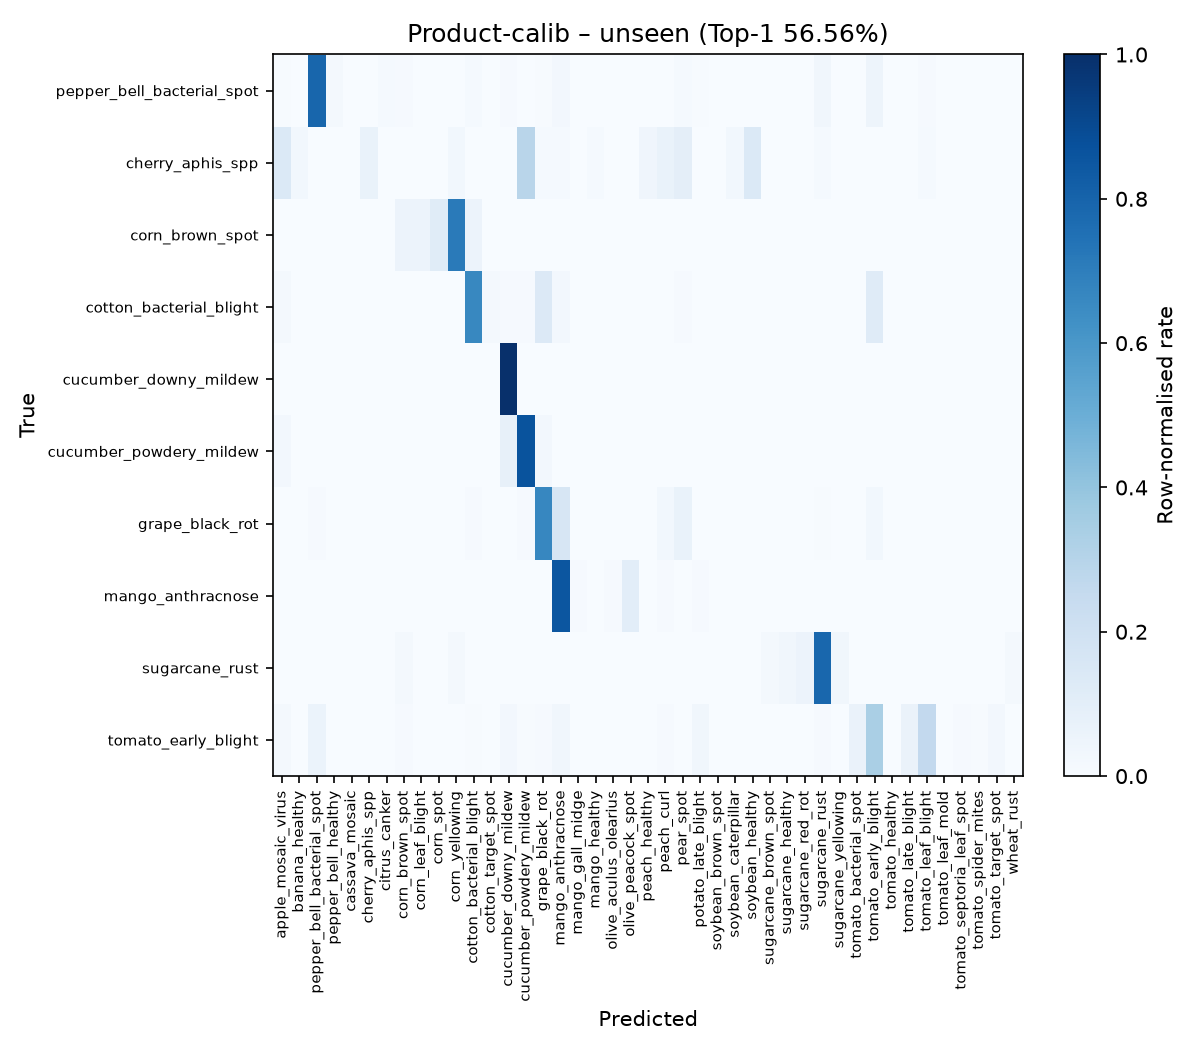 Product-calib – unseen (Top-1 56.56%)
True
pepper_bell_bacterial_spot
cherry_aphis_spp
corn_brown_spot
cotton_bacterial_blight
cucumber_downy_mildew
cucumber_powdery_mildew
grape_black_rot
mango_anthracnose
sugarcane_rust
tomato_early_blight
apple_mosaic_virus
banana_healthy
pepper_bell_bacterial_spot
pepper_bell_healthy
cassava_mosaic
cherry_aphis_spp
citrus_canker
corn_brown_spot
corn_leaf_blight
corn_spot
corn_yellowing
cotton_bacterial_blight
cotton_target_spot
cucumber_downy_mildew
cucumber_powdery_mildew
grape_black_rot
mango_anthracnose
mango_gall_midge
mango_healthy
olive_aculus_olearius
olive_peacock_spot
peach_healthy
peach_curl
pear_spot
potato_late_blight
soybean_brown_spot
soybean_caterpillar
soybean_healthy
sugarcane_brown_spot
sugarcane_healthy
sugarcane_red_rot
sugarcane_rust
sugarcane_yellowing
tomato_bacterial_spot
tomato_early_blight
tomato_healthy
tomato_late_blight
tomato_leaf_blight
tomato_leaf_mold
tomato_septoria_leaf_spot
tomato_spider_mites
tomato_target_spot
wheat_rust
Predicted
1.0
0.8
0.6
0.4
0.2
0.0
Row-normalised rate